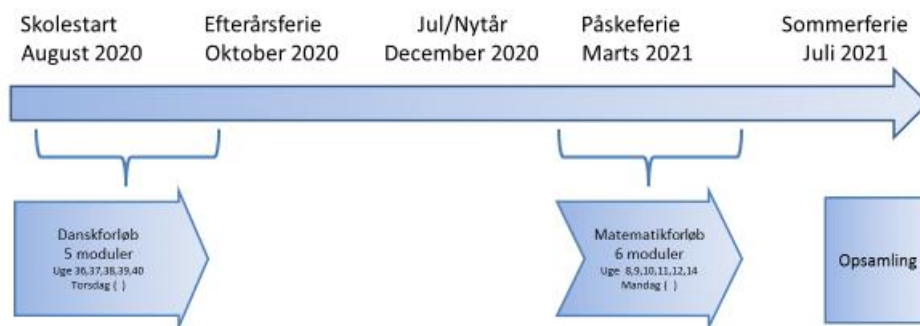 Skolestart
August 2020
Efterårsferie
Oktober 2020
Jul/Nytår
December 2020
Påskeferie
Marts 2021
Sommerferie
Juli 2021
Danskforløb
5 moduler
Uge 36,37,38,39,40
Torsdag ( )
Matematikforløb
6 moduler
Uge 8,9,10,11,12,14
Mandag ( )
Opsamling